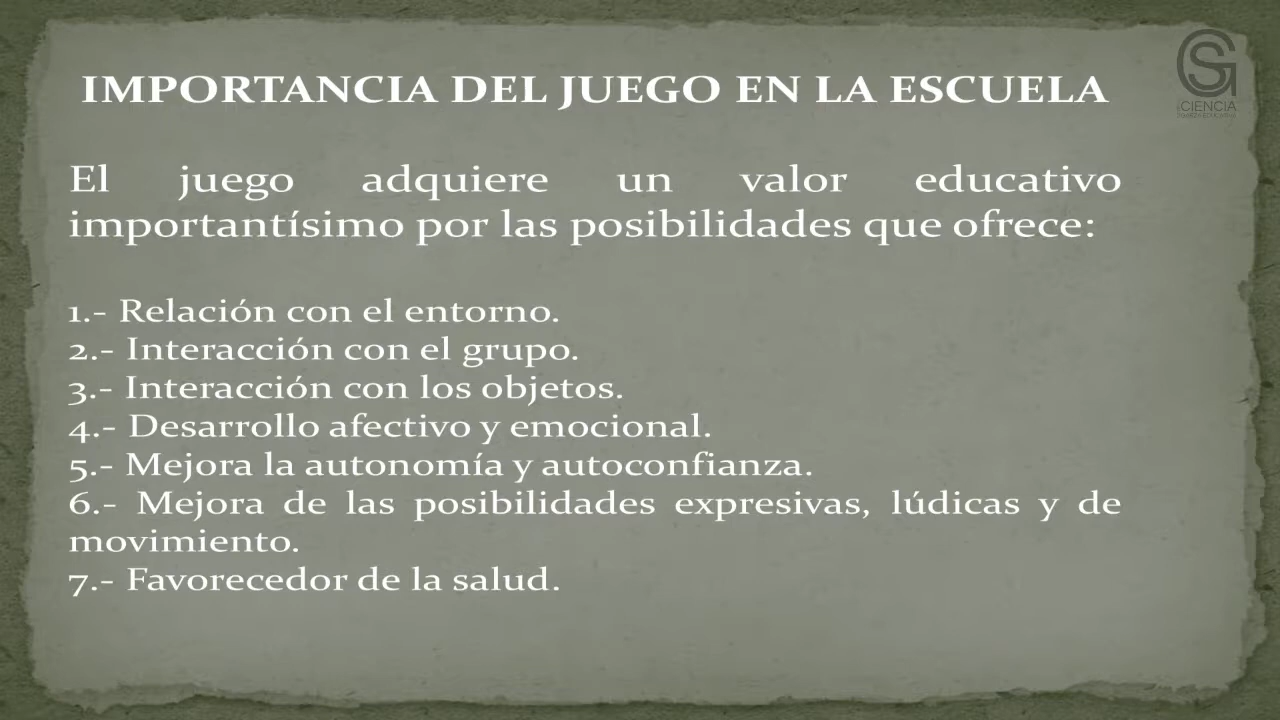 IMPORTANCIA DEL JUEGO EN LA ESCUELA
El juego adquiere un valor educativo
importantísimo por las posibilidades que ofrece:
1.- Relación con el entorno.
2.- Interacción con el grupo.
3.- Interacción con los objetos.
4.- Desarrollo afectivo y emocional.
5.- Mejora la autonomía y autoconfianza.
6.- Mejora de las posibilidades expresivas, lúdicas y de
movimiento.
7.- Favorecedor de la salud.
CIENCIA